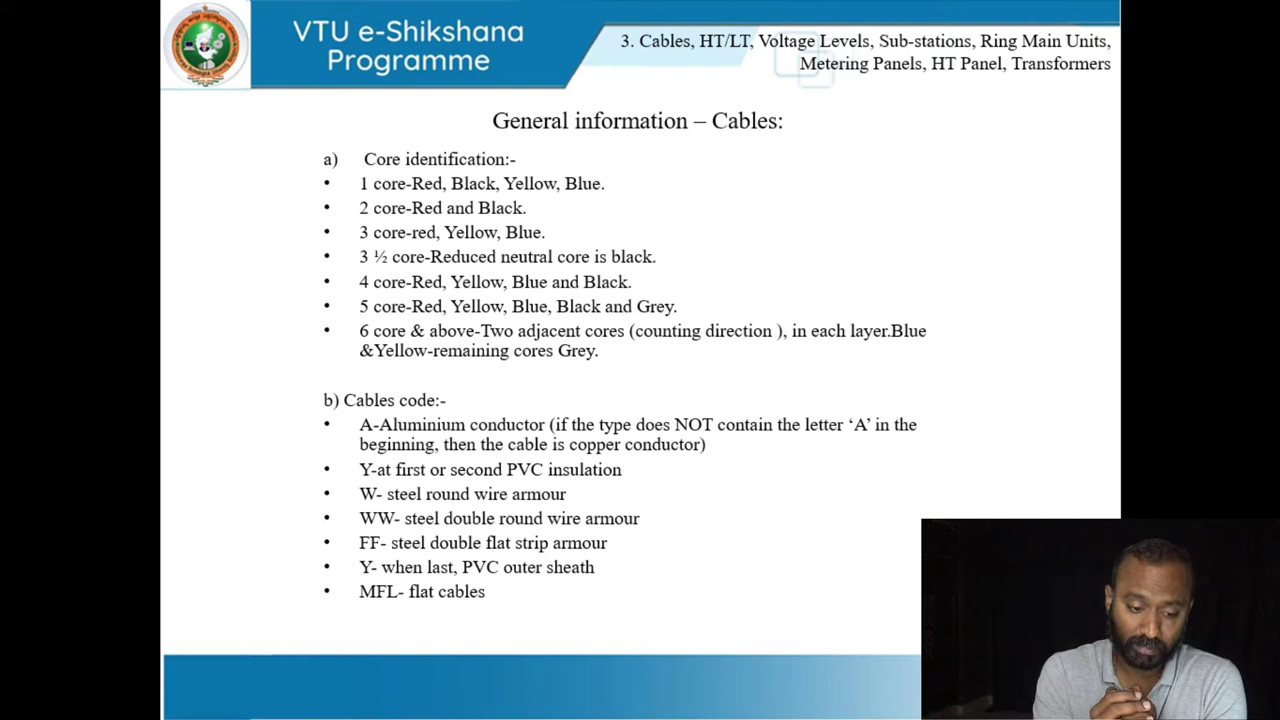 VTU e-Shikshana
Programme
3. Cables, HT/LT, Voltage Levels, Sub-stations, Ring Main Units,
Metering Panels, HT Panel, Transformers
General information – Cables:
a) Core identification:-
• 1 core-Red, Black, Yellow, Blue.
• 2 core-Red and Black.
• 3 core-red, Yellow, Blue.
• 3 ½ core-Reduced neutral core is black.
• 4 core-Red, Yellow, Blue and Black.
• 5 core-Red, Yellow, Blue, Black and Grey.
• 6 core & above-Two adjacent cores (counting direction ), in each layer.Blue
&Yellow-remaining cores Grey.
b) Cables code:-
• A-Aluminium conductor (if the type does NOT contain the letter ‘A’ in the
beginning, then the cable is copper conductor)
• Y-at first or second PVC insulation
• W- steel round wire armour
• WW- steel double round wire armour
• FF- steel double flat strip armour
• Y- when last, PVC outer sheath
• MFL- flat cables